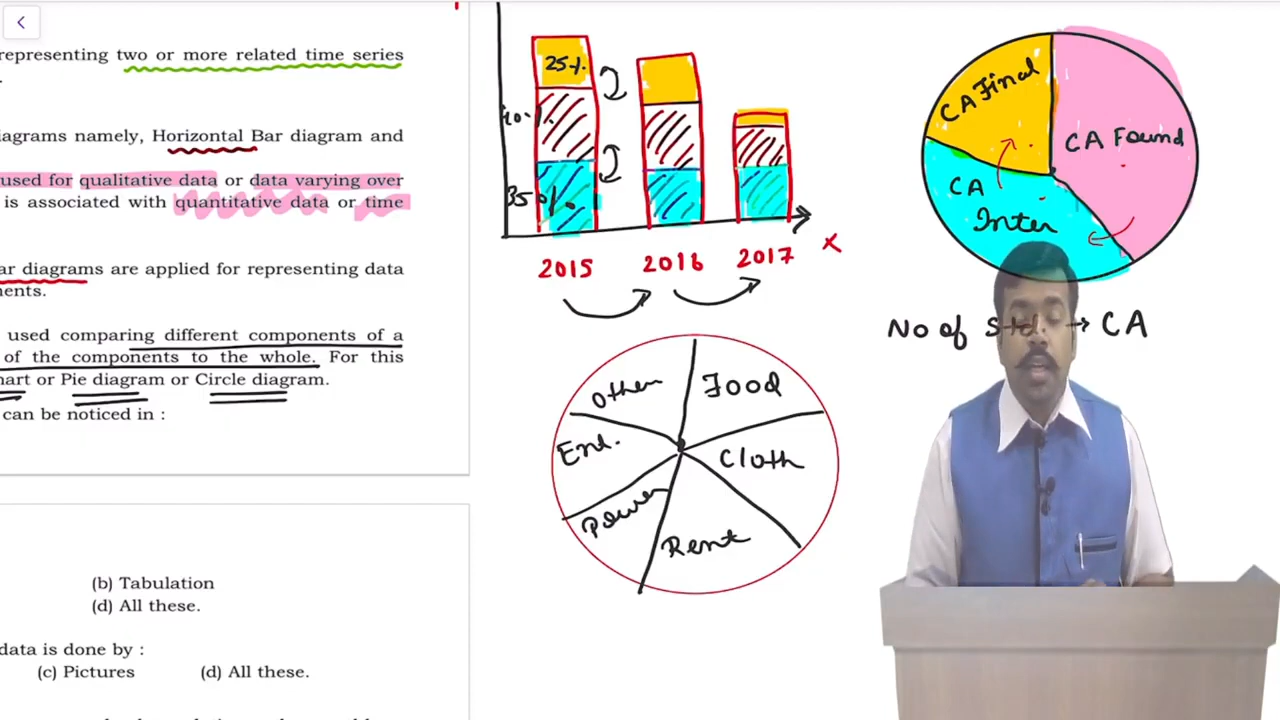 representing two or more related time series
.
iagrams namely, Horizontal Bar diagram and
used for qualitative data or data varying over
is associated with quantitative data or time
ar diagrams are applied for representing data
nents.
used comparing different components of a
of the components to the whole. For this
hart or Pie diagram or Circle diagram.
can be noticed in :
(b) Tabulation
(d) All these.
data is done by :
(c) Pictures (d) All these.
25%
35%
2015 2016 2017 X
Other
Food
Ent.
Cloth
Power
Rent
CA Final
CA Found
CA
Inter
No of Std. → CA